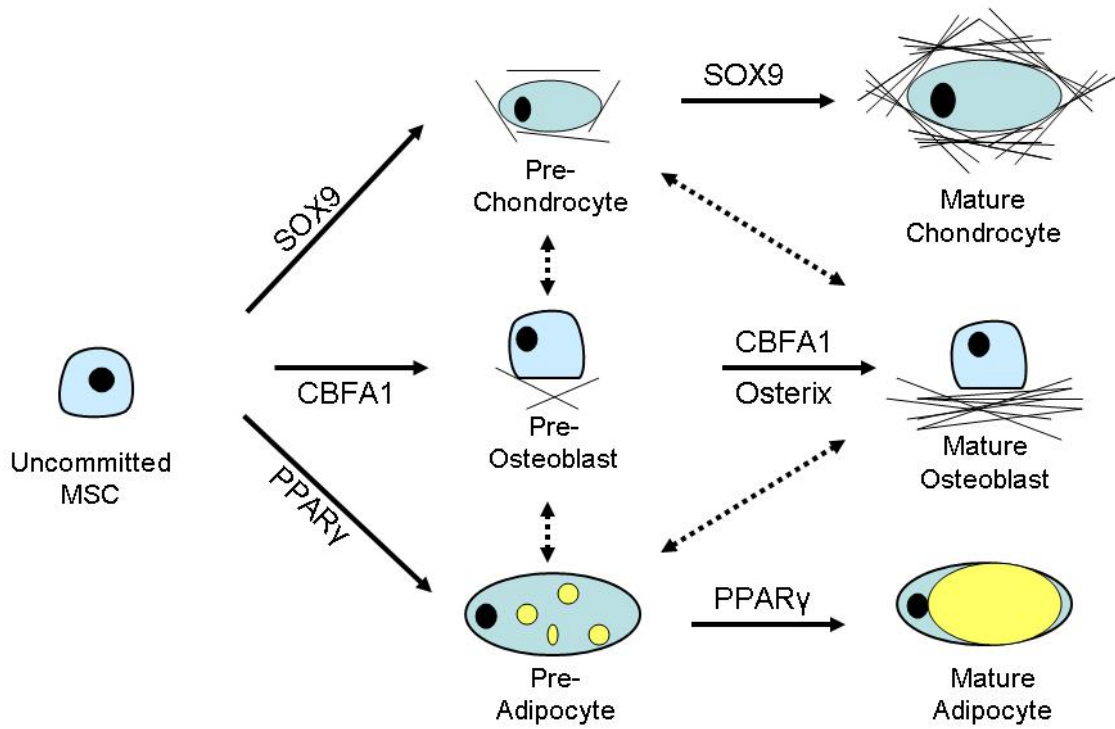 SOX9
Pre-
Chondrocyte
SOX9
Mature
Chondrocyte
Uncommitted
MSC
CBFA1
Pre-
Osteoblast
CBFA1
Osterix
Mature
Osteoblast
PPARγ
Pre-
Adipocyte
PPARγ
Mature
Adipocyte